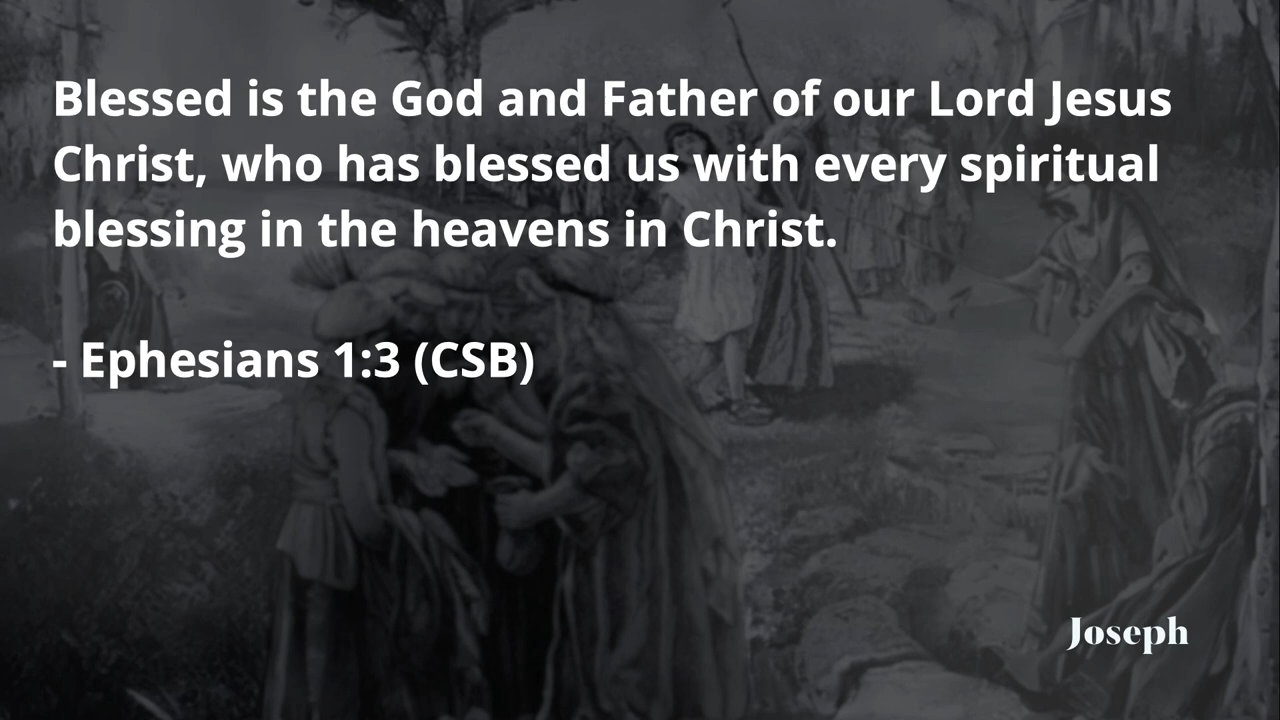 Blessed is the God and Father of our Lord Jesus
Christ, who has blessed us with every spiritual
blessing in the heavens in Christ.
- Ephesians 1:3 (CSB)
Joseph